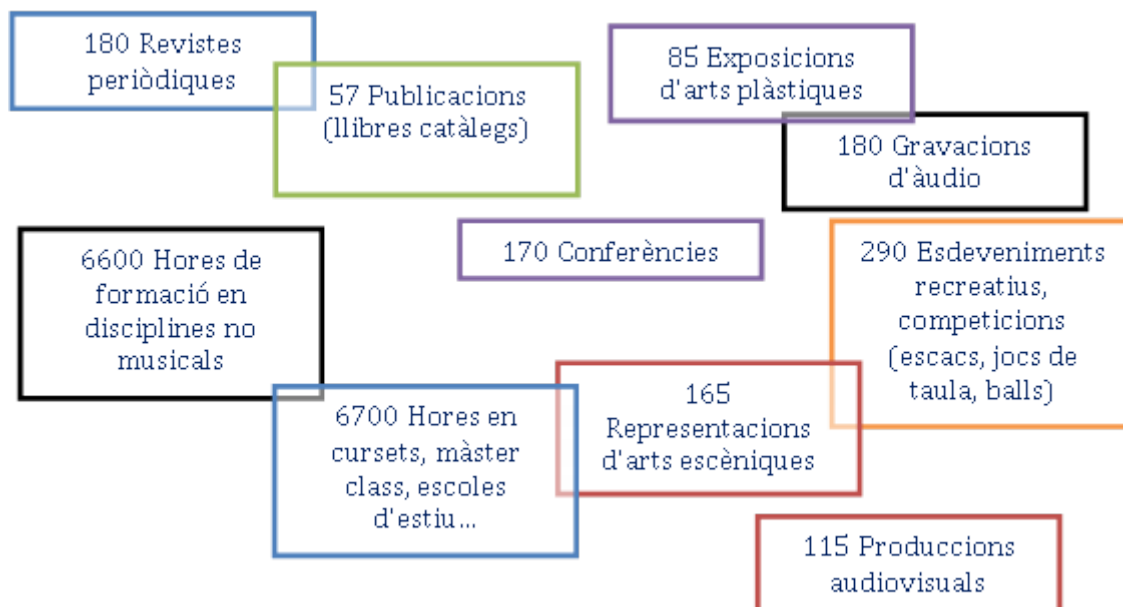 180 Revistes
periòdiques
57 Publicacions
(llibres catàlegs)
85 Exposicions
d'arts plàstiques
180 Gravacions
d'àudio
6600 Hores de
formació en
disciplines no
musicals
170 Conferències
290 Esdeveniments
recreatius,
competicions
(escacs, jocs de
taula, balls)
6700 Hores en
cursets, màster
class, escoles
d'estiu...
165
Representacions
d'arts escèniques
115 Produccions
audiovisuals